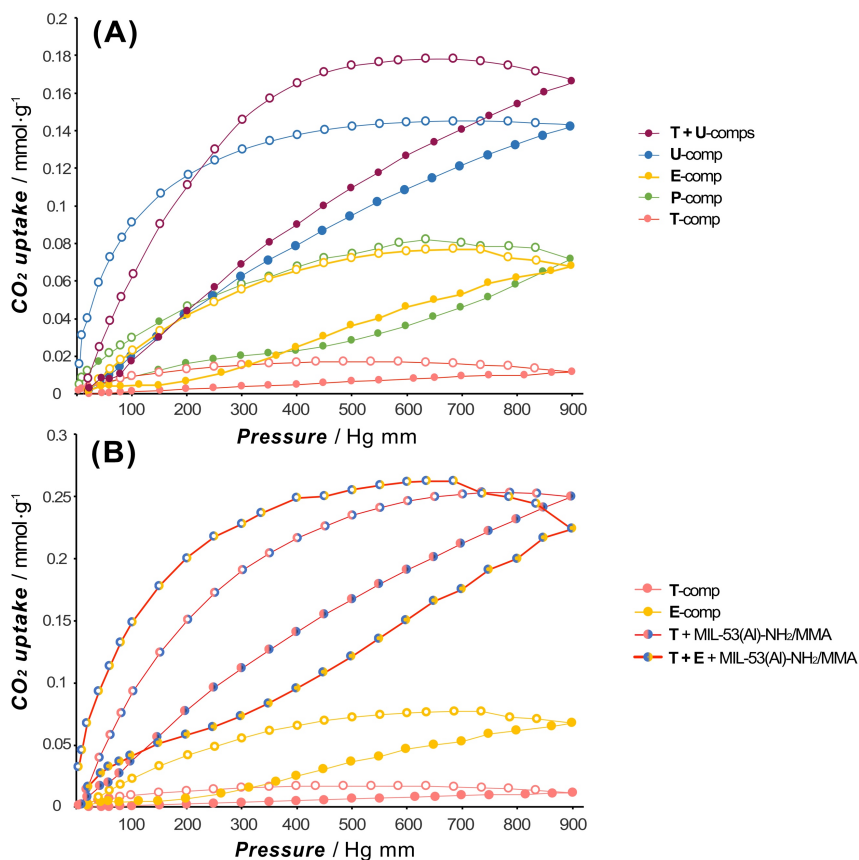 (A)
0.2
0.18
0.16
0.14
0.12
0.1
0.08
0.06
0.04
0.02
0
CO₂ uptake / mmol·g⁻¹
100 200 300 400 500 600 700 800 900
Pressure / Hg mm
T + U-comps
U-comp
E-comp
P-comp
T-comp
(B)
0.3
0.25
0.2
0.15
0.1
0.05
0
CO₂ uptake / mmol·g⁻¹
100 200 300 400 500 600 700 800 900
Pressure / Hg mm
T-comp
E-comp
T + MIL-53(Al)-NH₂/MMA
T + E + MIL-53(Al)-NH₂/MMA